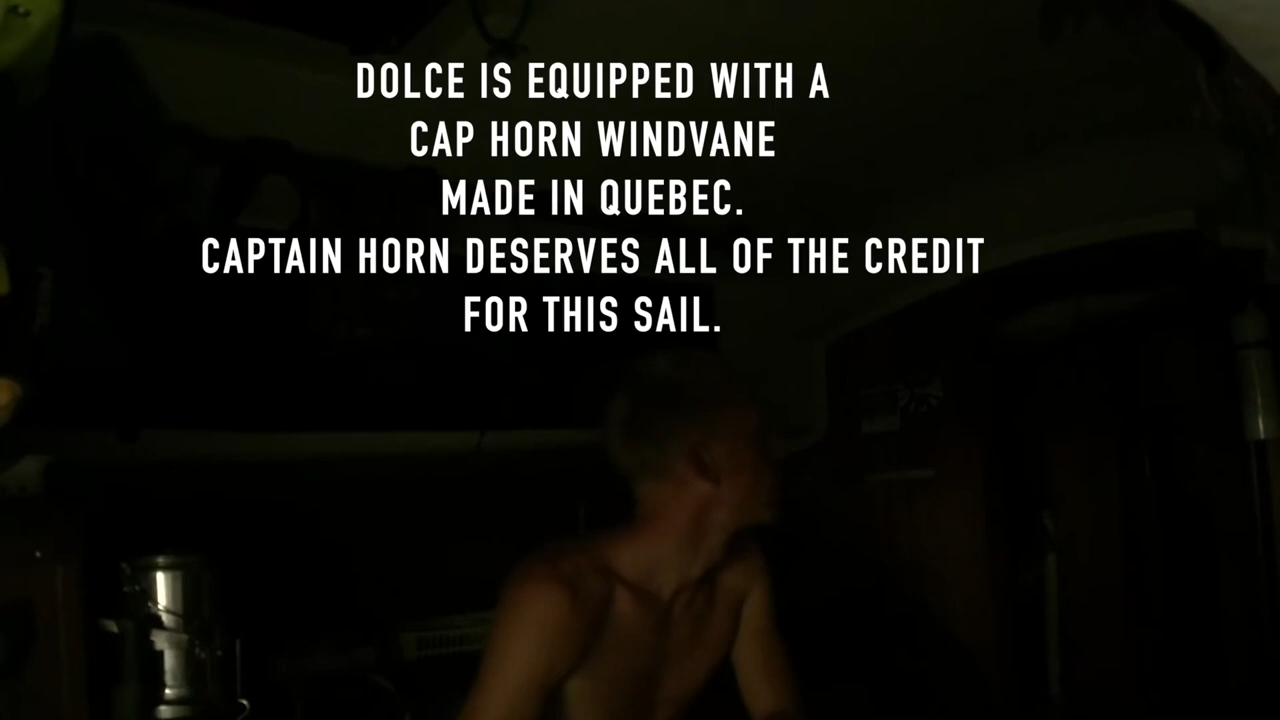 DOLCE IS EQUIPPED WITH A
CAP HORN WINDVANE
MADE IN QUEBEC.
CAPTAIN HORN DESERVES ALL OF THE CREDIT
FOR THIS SAIL.